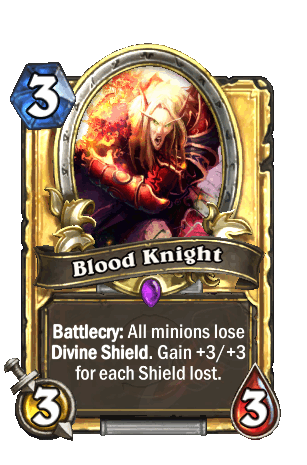 3
Blood Knight
Battlecry: All minions lose
Divine Shield. Gain +3/+3
for each Shield lost.
3
3